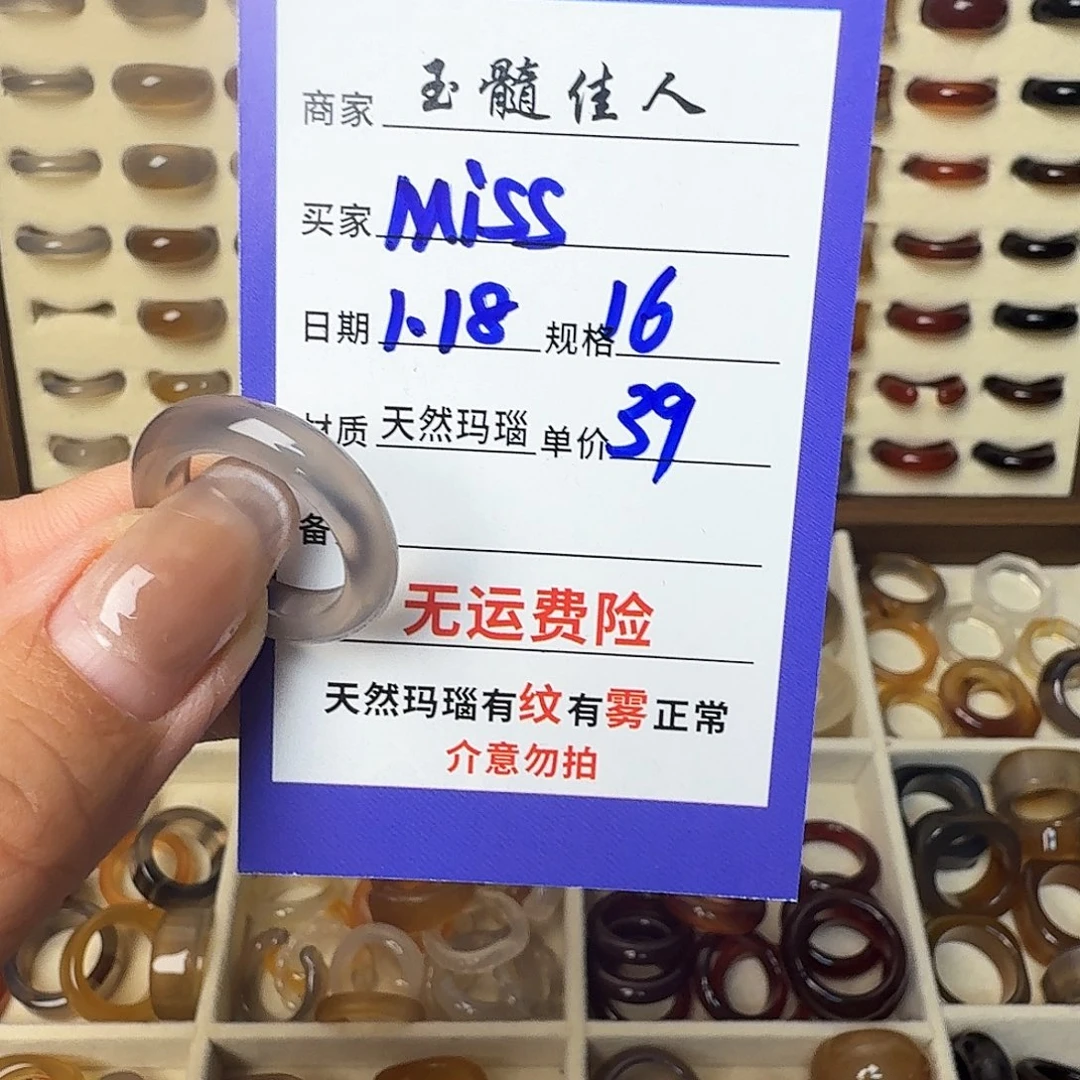 商家 玉髓佳人
买家 Miss
日期 1.18 规格 16
材质 天然玛瑙 单价 39
备
无运费险
天然玛瑙有纹有雾正常
介意勿拍